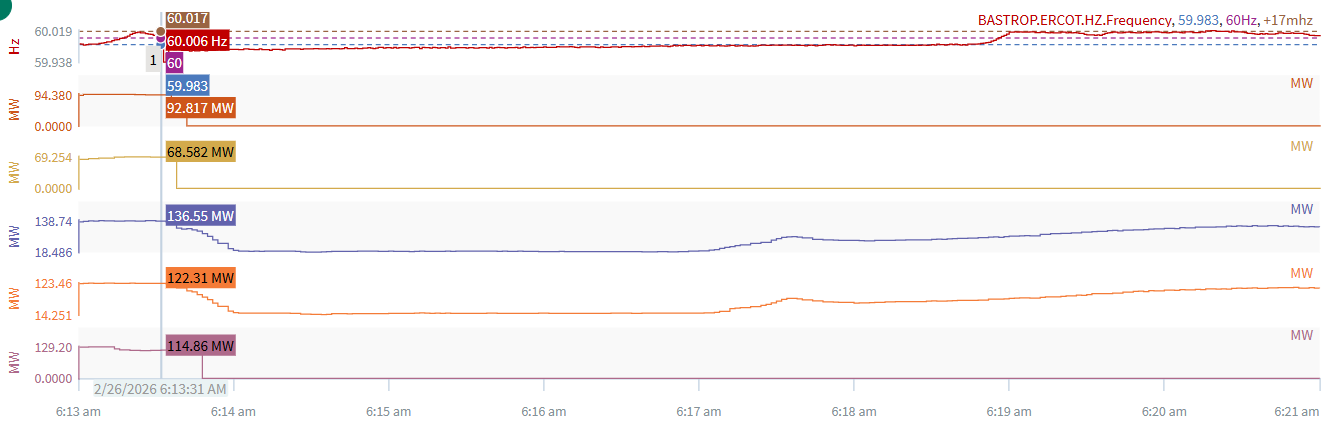 BASTROP.ERCOT.HZ.Frequency, 59.983, 60Hz, +17mhz
Hz
60.019
59.938
60.017
60.006 Hz
60
59.983
1
MW
94.380
0.0000
92.817 MW
MW
MW
69.254
0.0000
68.582 MW
MW
MW
138.74
18.486
136.55 MW
MW
MW
123.46
14.251
122.31 MW
MW
MW
129.20
0.0000
114.86 MW
MW
2/26/2026 6:13:31 AM
6:13 am 6:14 am 6:15 am 6:16 am 6:17 am 6:18 am 6:19 am 6:20 am 6:21 am